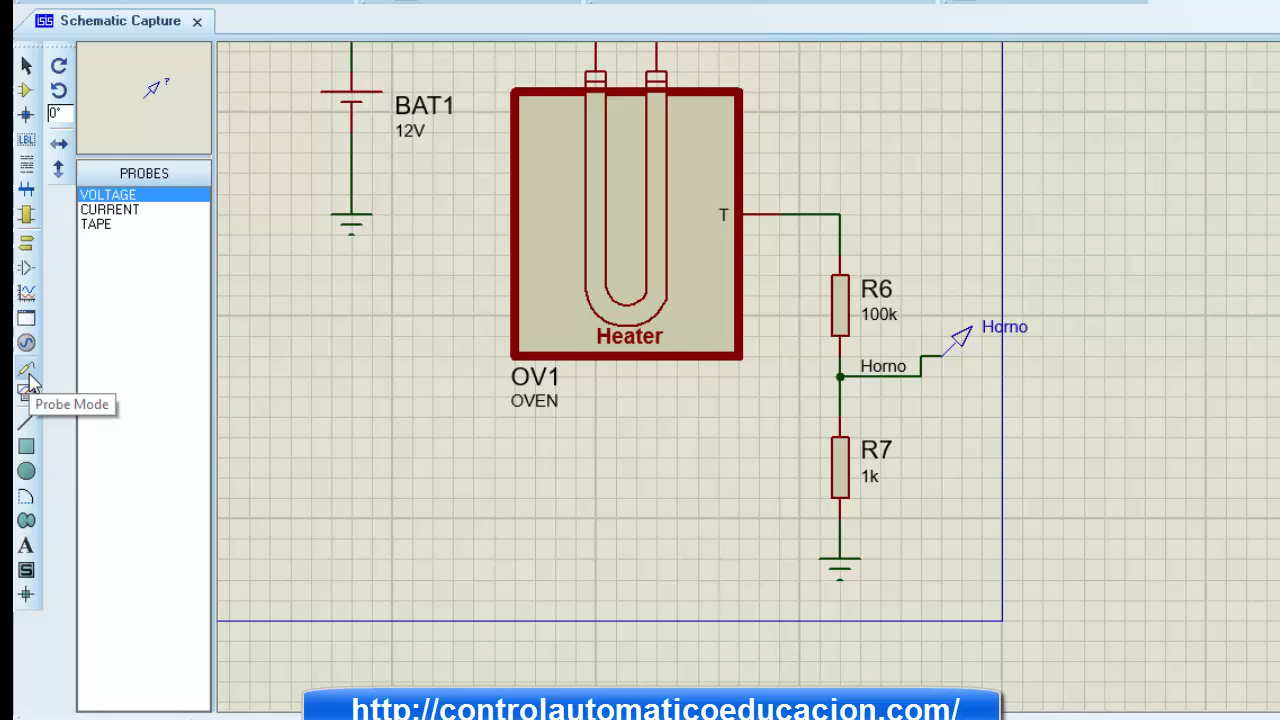 Schematic Capture
?
0°
LBL
PROBES
VOLTAGE
CURRENT
TAPE
Probe Mode
A
S
BAT1
12V
T
Heater
OV1
OVEN
R6
100k
Horno
Horno
R7
1k
http://controlautomaticoeducacion.com/